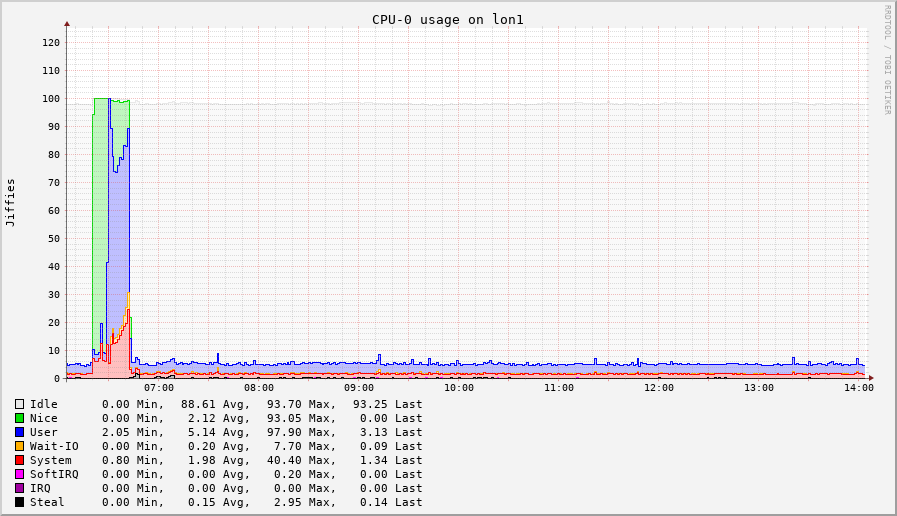 CPU-0 usage on lon1
RRDTOOL / TOBI OETIKER
Jiffies
120
110
100
90
80
70
60
50
40
30
20
10
0
07:00 08:00 09:00 10:00 11:00 12:00 13:00 14:00
Idle 0.00 Min, 88.61 Avg, 93.70 Max, 93.25 Last
Nice 0.00 Min, 2.12 Avg, 93.05 Max, 0.00 Last
User 2.05 Min, 5.14 Avg, 97.90 Max, 3.13 Last
Wait-IO 0.00 Min, 0.20 Avg, 7.70 Max, 0.09 Last
System 0.80 Min, 1.98 Avg, 40.40 Max, 1.34 Last
SoftIRQ 0.00 Min, 0.00 Avg, 0.20 Max, 0.00 Last
IRQ 0.00 Min, 0.00 Avg, 0.00 Max, 0.00 Last
Steal 0.00 Min, 0.15 Avg, 2.95 Max, 0.14 Last